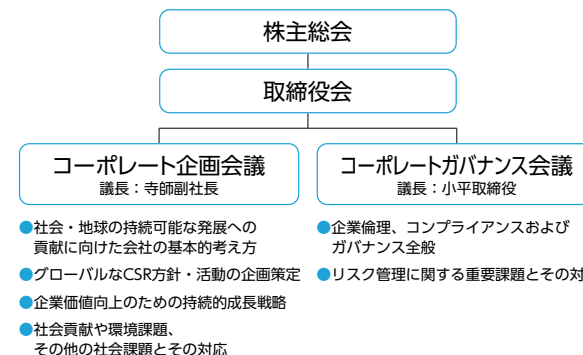 株主総会
取締役会
コーポレート企画会議
議長：寺師副社長
●社会・地球の持続可能な発展への
貢献に向けた会社の基本的考え方
●グローバルなCSR方針・活動の企画策定
●企業価値向上のための持続的成長戦略
●社会貢献や環境課題、
その他の社会課題とその対応
コーポレートガバナンス会議
議長：小平取締役
●企業倫理、コンプライアンスおよび
ガバナンス全般
●リスク管理に関する重要課題とその対